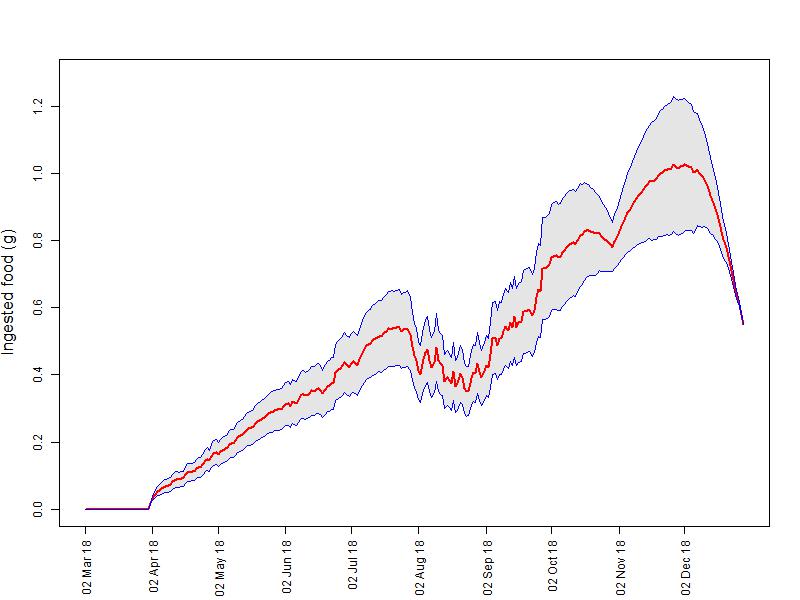 Ingested food (g)
1.2
1.0
0.8
0.6
0.4
0.2
0.0
02 Mar 18
02 Apr 18
02 May 18
02 Jun 18
02 Jul 18
02 Aug 18
02 Sep 18
02 Oct 18
02 Nov 18
02 Dec 18